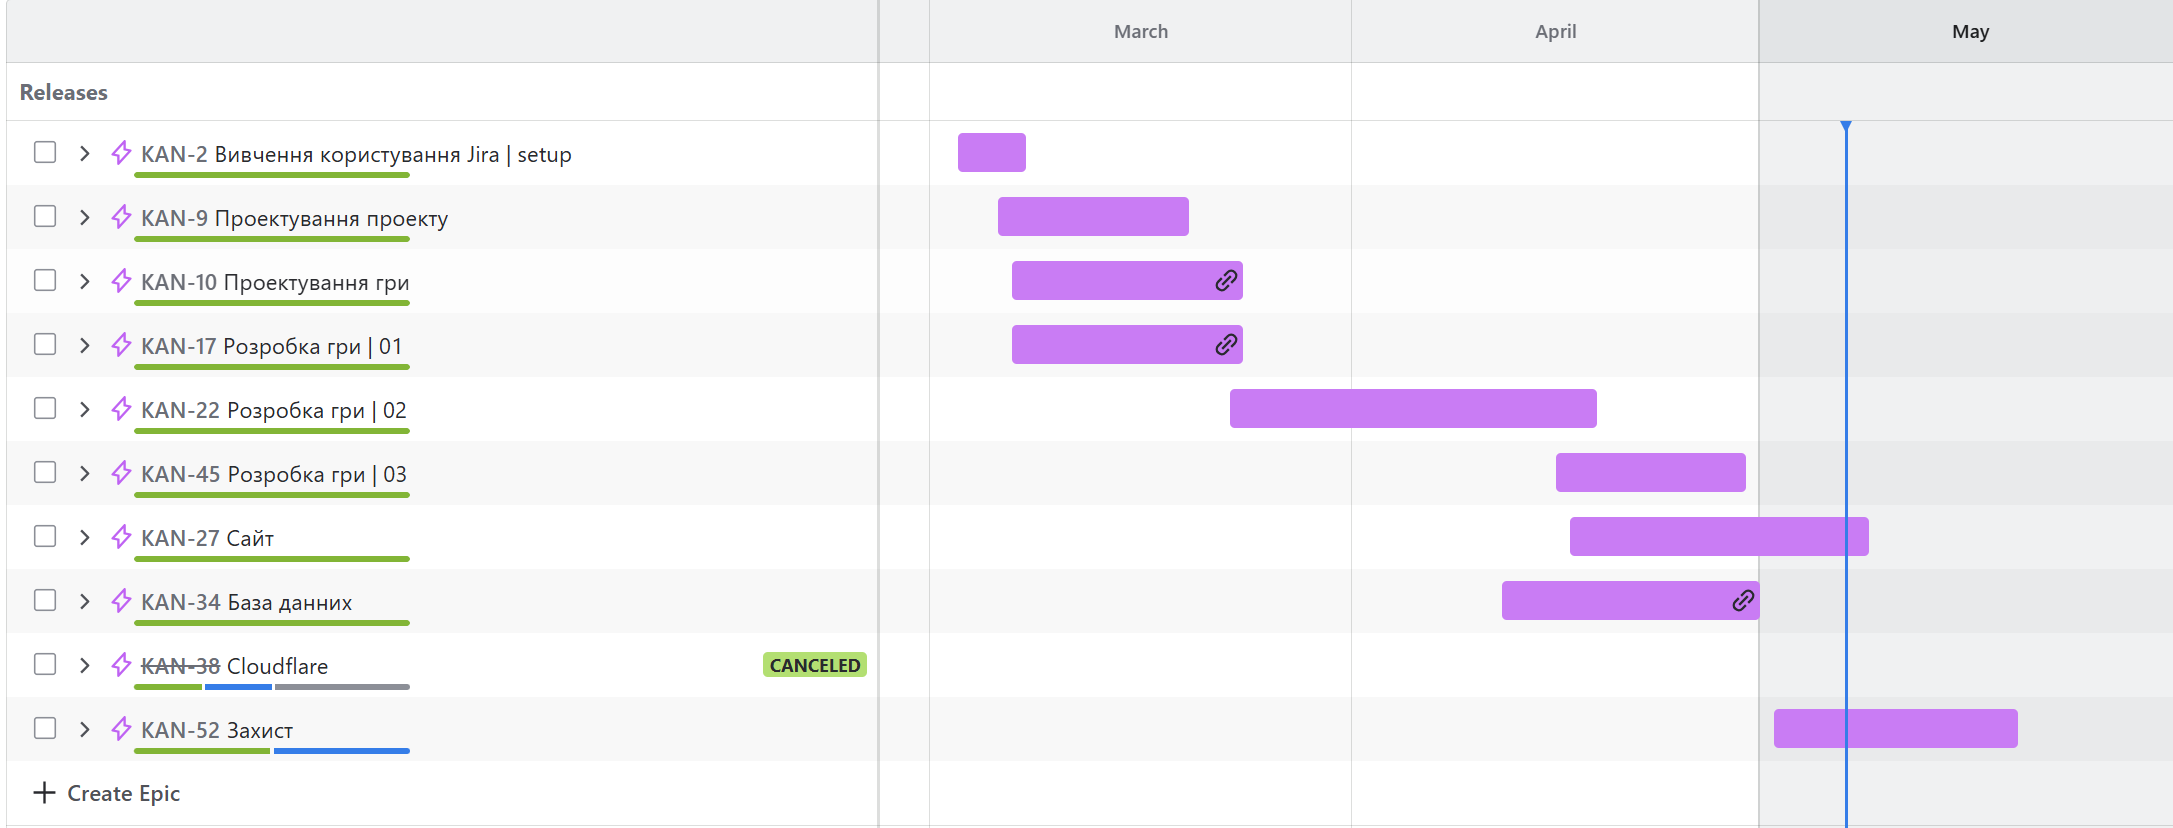 March April May
Releases
KAN-2 Вивчення користування Jira | setup
KAN-9 Проектування проекту
KAN-10 Проектування гри
KAN-17 Розробка гри | 01
KAN-22 Розробка гри | 02
KAN-45 Розробка гри | 03
KAN-27 Сайт
KAN-34 База данних
KAN-38 Cloudflare CANCELED
KAN-52 Захист
Create Epic